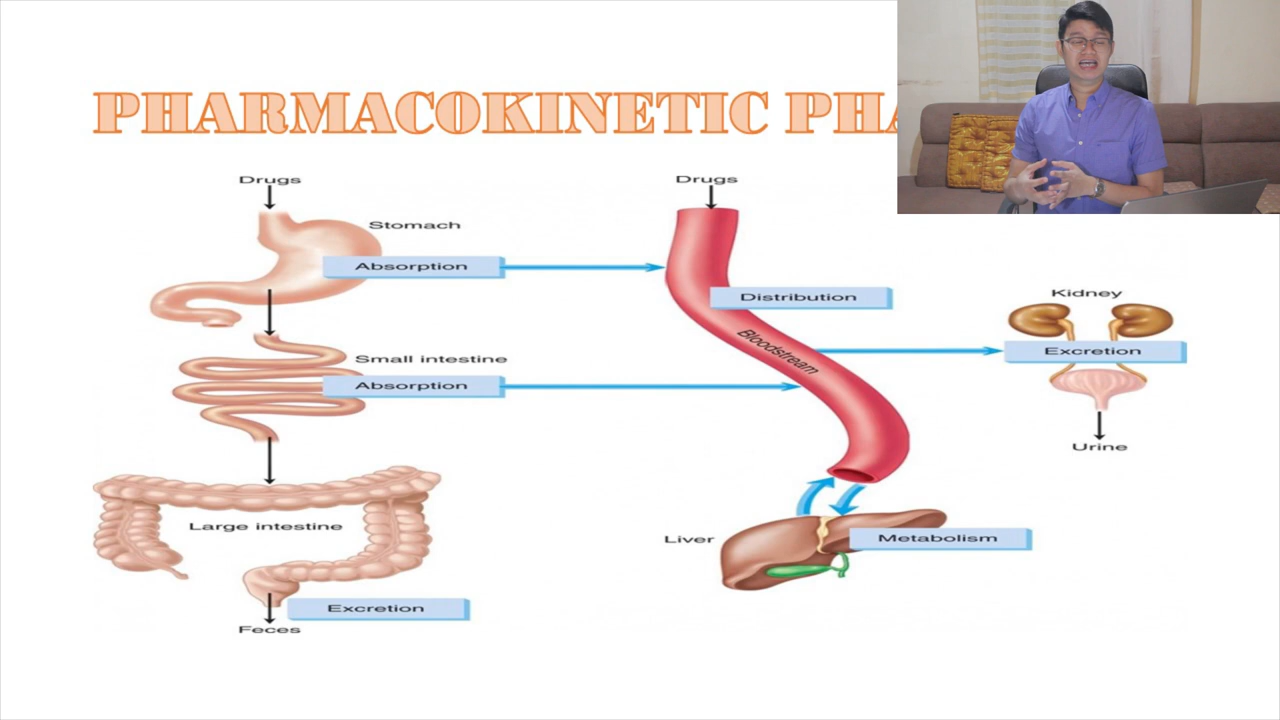 PHARMACOKINETIC
Drugs
Stomach
Absorption
Small intestine
Absorption
Large intestine
Excretion
Feces
Drugs
Distribution
Bloodstream
Liver
Metabolism
Kidney
Excretion
Urine